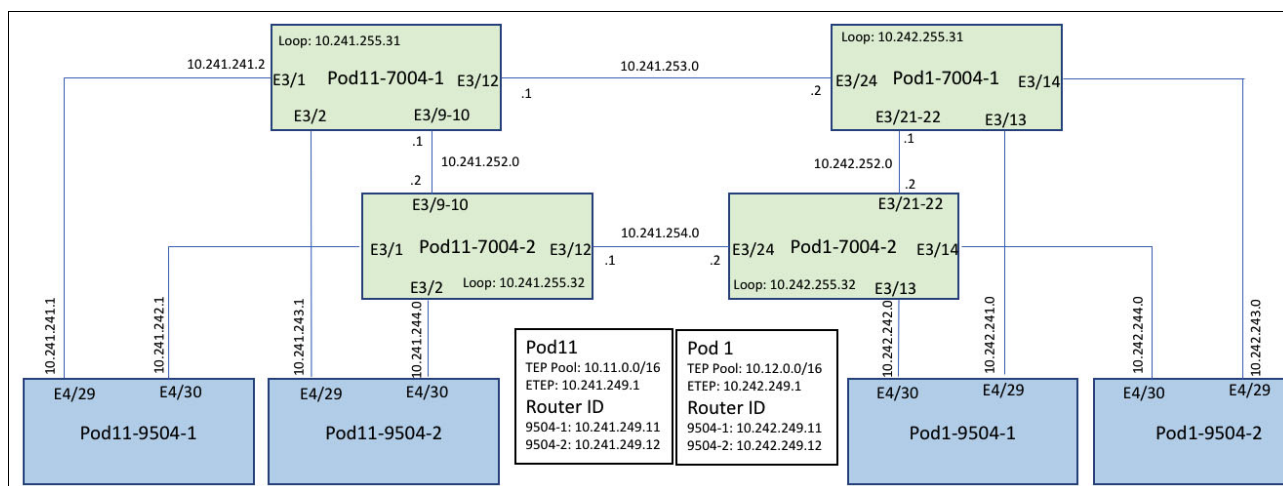 Loop: 10.241.255.31
Loop: 10.242.255.31
10.241.241.2
E3/1
Pod11-7004-1
E3/12
10.241.253.0
E3/24
Pod1-7004-1
E3/14
.1
.2
E3/2
E3/9-10
E3/21-22
E3/13
.1
.1
10.241.252.0
10.242.252.0
.2
.2
E3/9-10
E3/21-22
10.241.254.0
E3/1
Pod11-7004-2
E3/12
E3/24
Pod1-7004-2
E3/14
.1
.2
E3/2
Loop: 10.241.255.32
Loop: 10.242.255.32
E3/13
10.241.241.1
10.241.242.1
10.241.243.1
10.241.244.0
10.242.242.0
10.242.241.0
10.242.244.0
10.242.243.0
Pod11
TEP Pool: 10.11.0.0/16
ETEP: 10.241.249.1
Router ID
9504-1: 10.241.249.11
9504-2: 10.241.249.12
Pod 1
TEP Pool: 10.12.0.0/16
ETEP: 10.242.249.1
Router ID
9504-1: 10.242.249.11
9504-2: 10.242.249.12
E4/29
E4/30
Pod11-9504-1
E4/29
E4/30
Pod11-9504-2
E4/30
E4/29
Pod1-9504-1
E4/30
E4/29
Pod1-9504-2